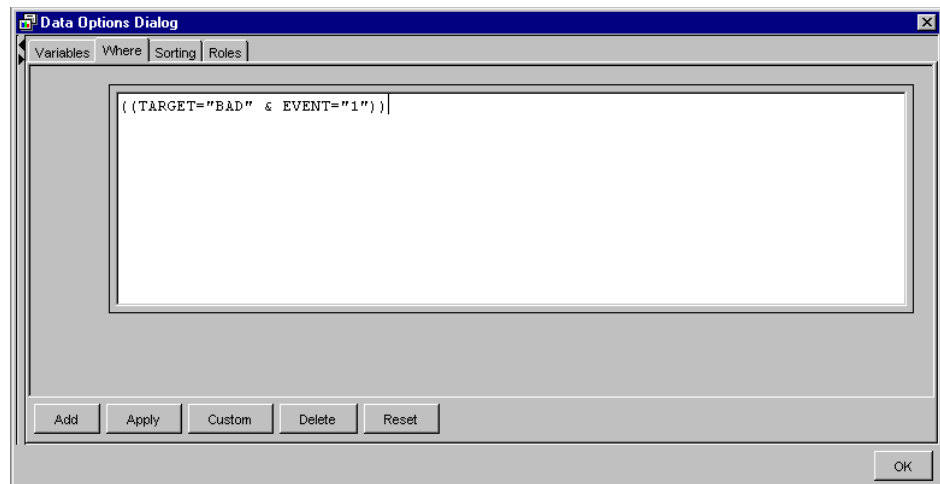 Data Options Dialog
Variables Where Sorting Roles
((TARGET="BAD" & EVENT="1"))
Add Apply Custom Delete Reset
OK